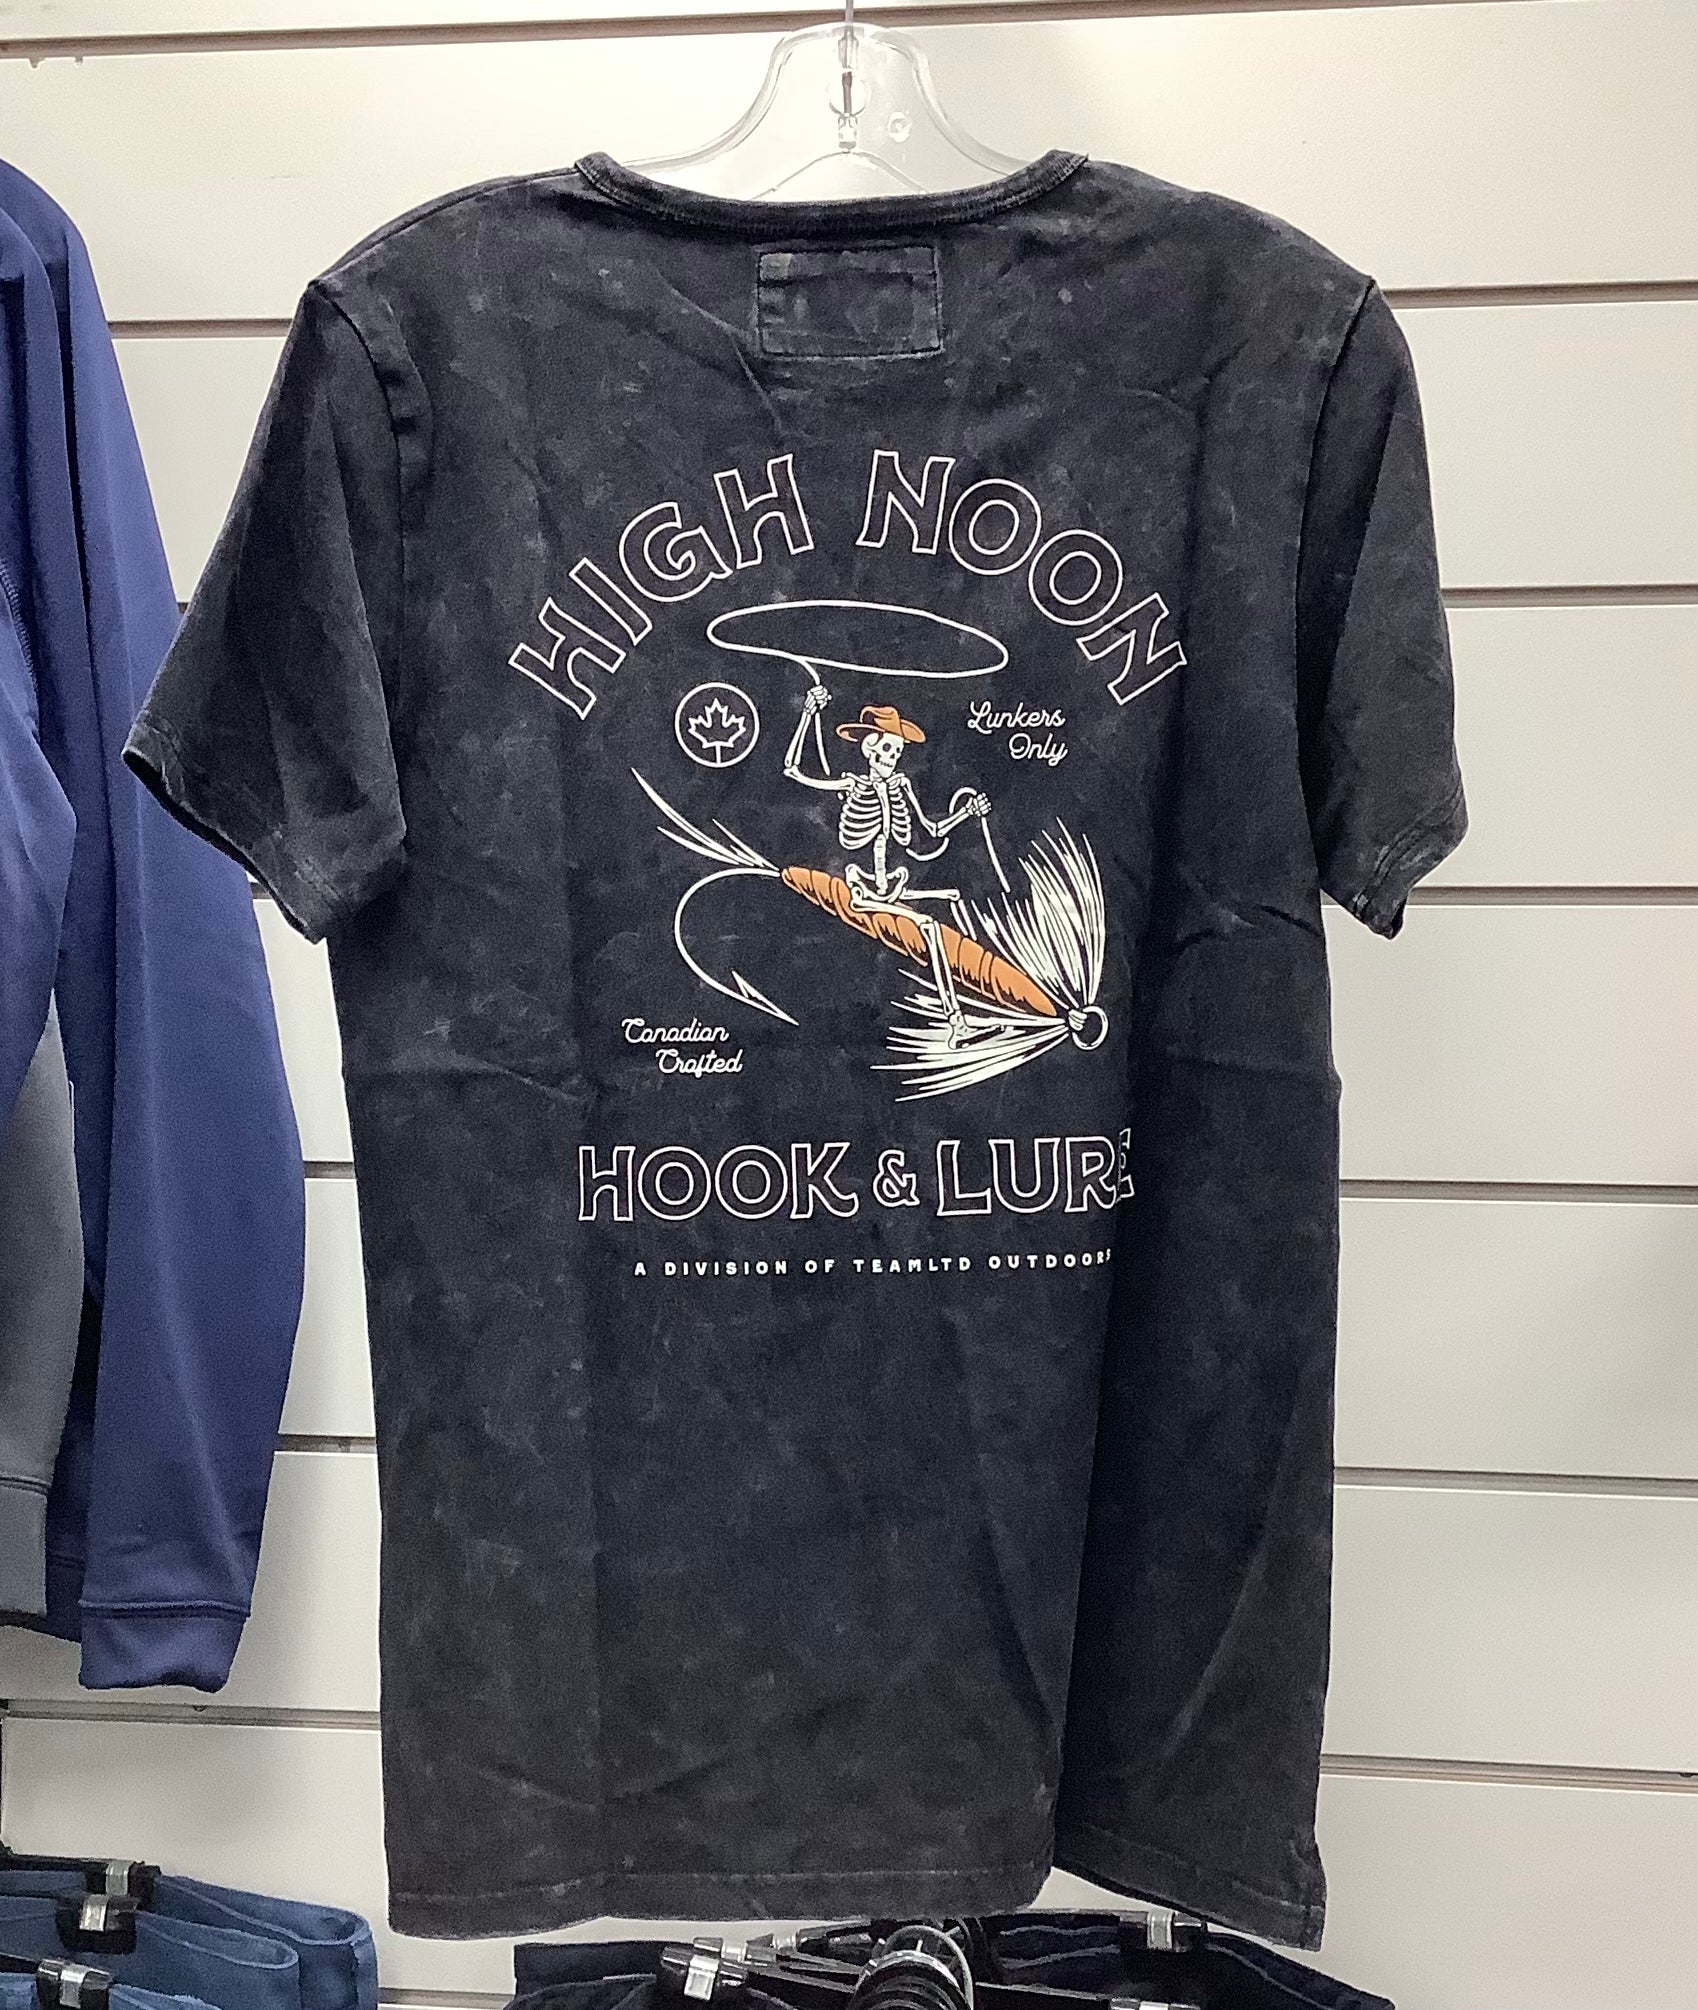 HIGH NOON
Lunkers
Only
Canadian
Crafted
HOOK & LURE
A DIVISION OF TEAMLTD OUTDOORS